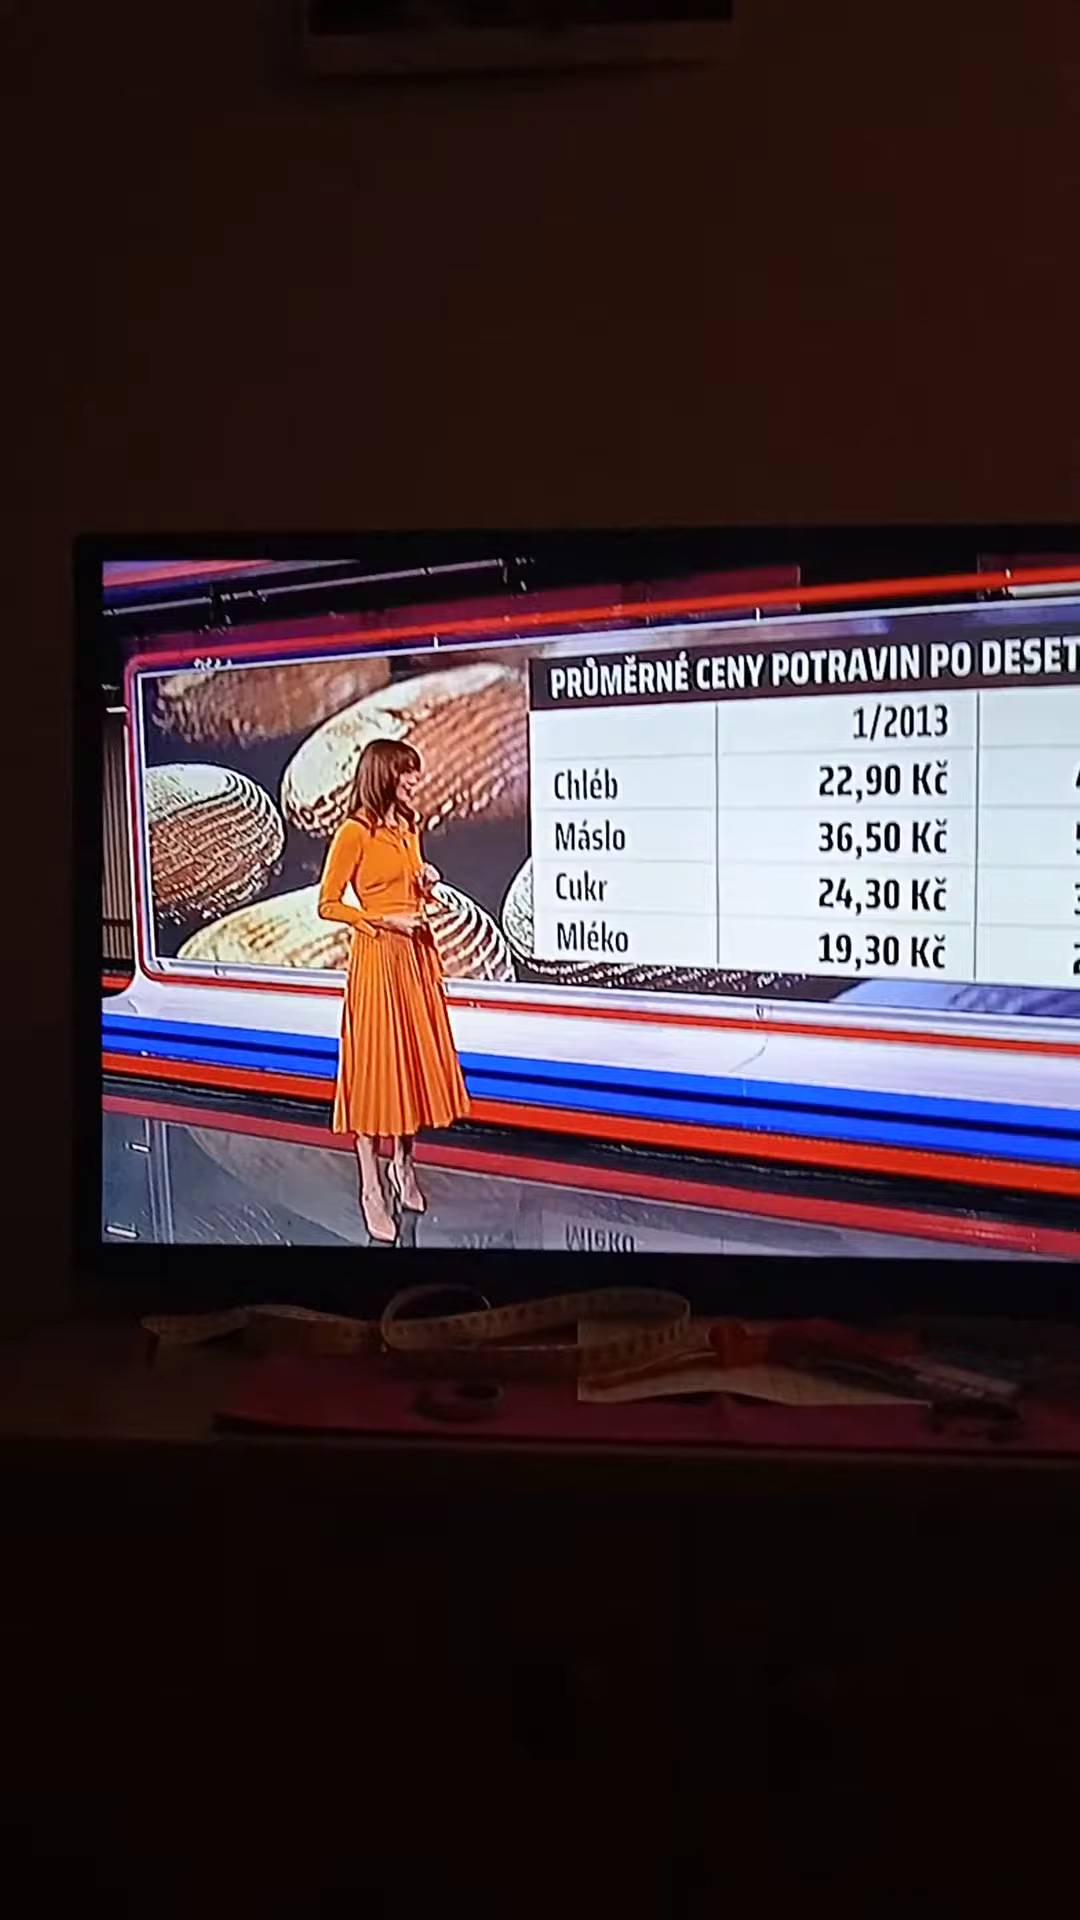 PRŮMĚRNÉ CENY POTRAVIN PO DESET
1/2013
Chléb 22,90 Kč
Máslo 36,50 Kč
Cukr 24,30 Kč
Mléko 19,30 Kč